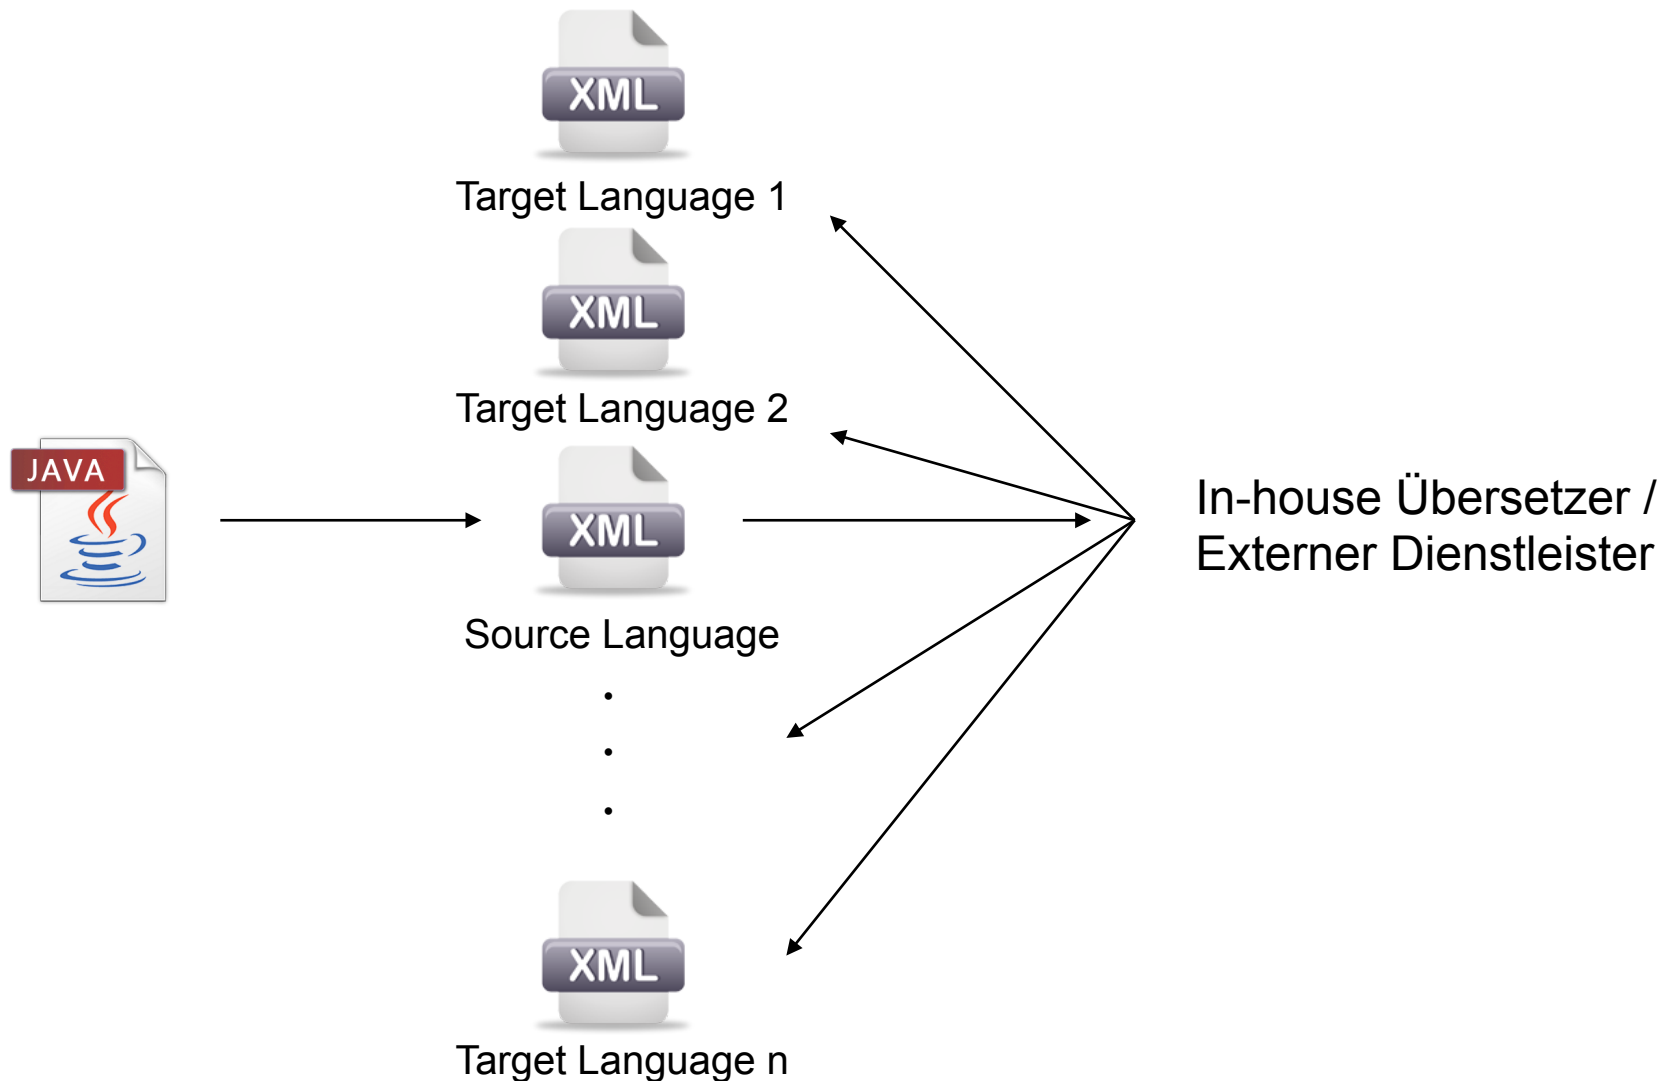 XML
Target Language 1
XML
Target Language 2
JAVA
XML
Source Language
.
.
.
XML
Target Language n
In-house Übersetzer /
Externer Dienstleister